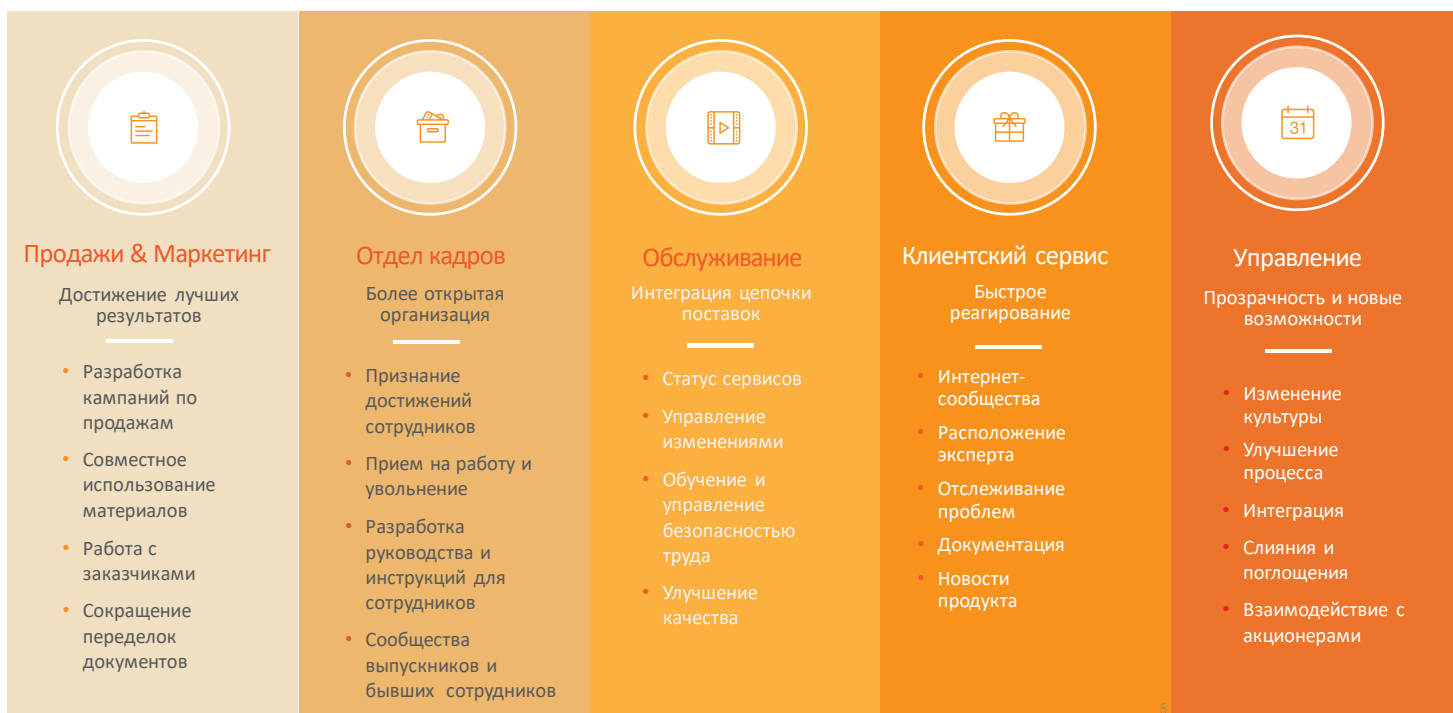 Продажи & Маркетинг
Достижение лучших
результатов
Разработка
кампаний по
продажам
Совместное
использование
материалов
Работа с
заказчиками
Сокращение
переделок
документов
Отдел кадров
Более открытая
организация
Признание
достижений
сотрудников
Прием на работу и
увольнение
Разработка
руководства и
инструкций для
сотрудников
Сообщества
выпускников и
бывших сотрудников
Обслуживание
Интеграция цепочки
поставок
Статус сервисов
Управление
изменениями
Обучение и
управление
безопасностью
труда
Улучшение
качества
Клиентский сервис
Быстрое
реагирование
Интернет-
сообщества
Расположение
эксперта
Отслеживание
проблем
Документация
Новости
продукта
31
Управление
Прозрачность и новые
возможности
Изменение
культуры
Улучшение
процесса
Интеграция
Слияния и
поглощения
Взаимодействие с
акционерами
5